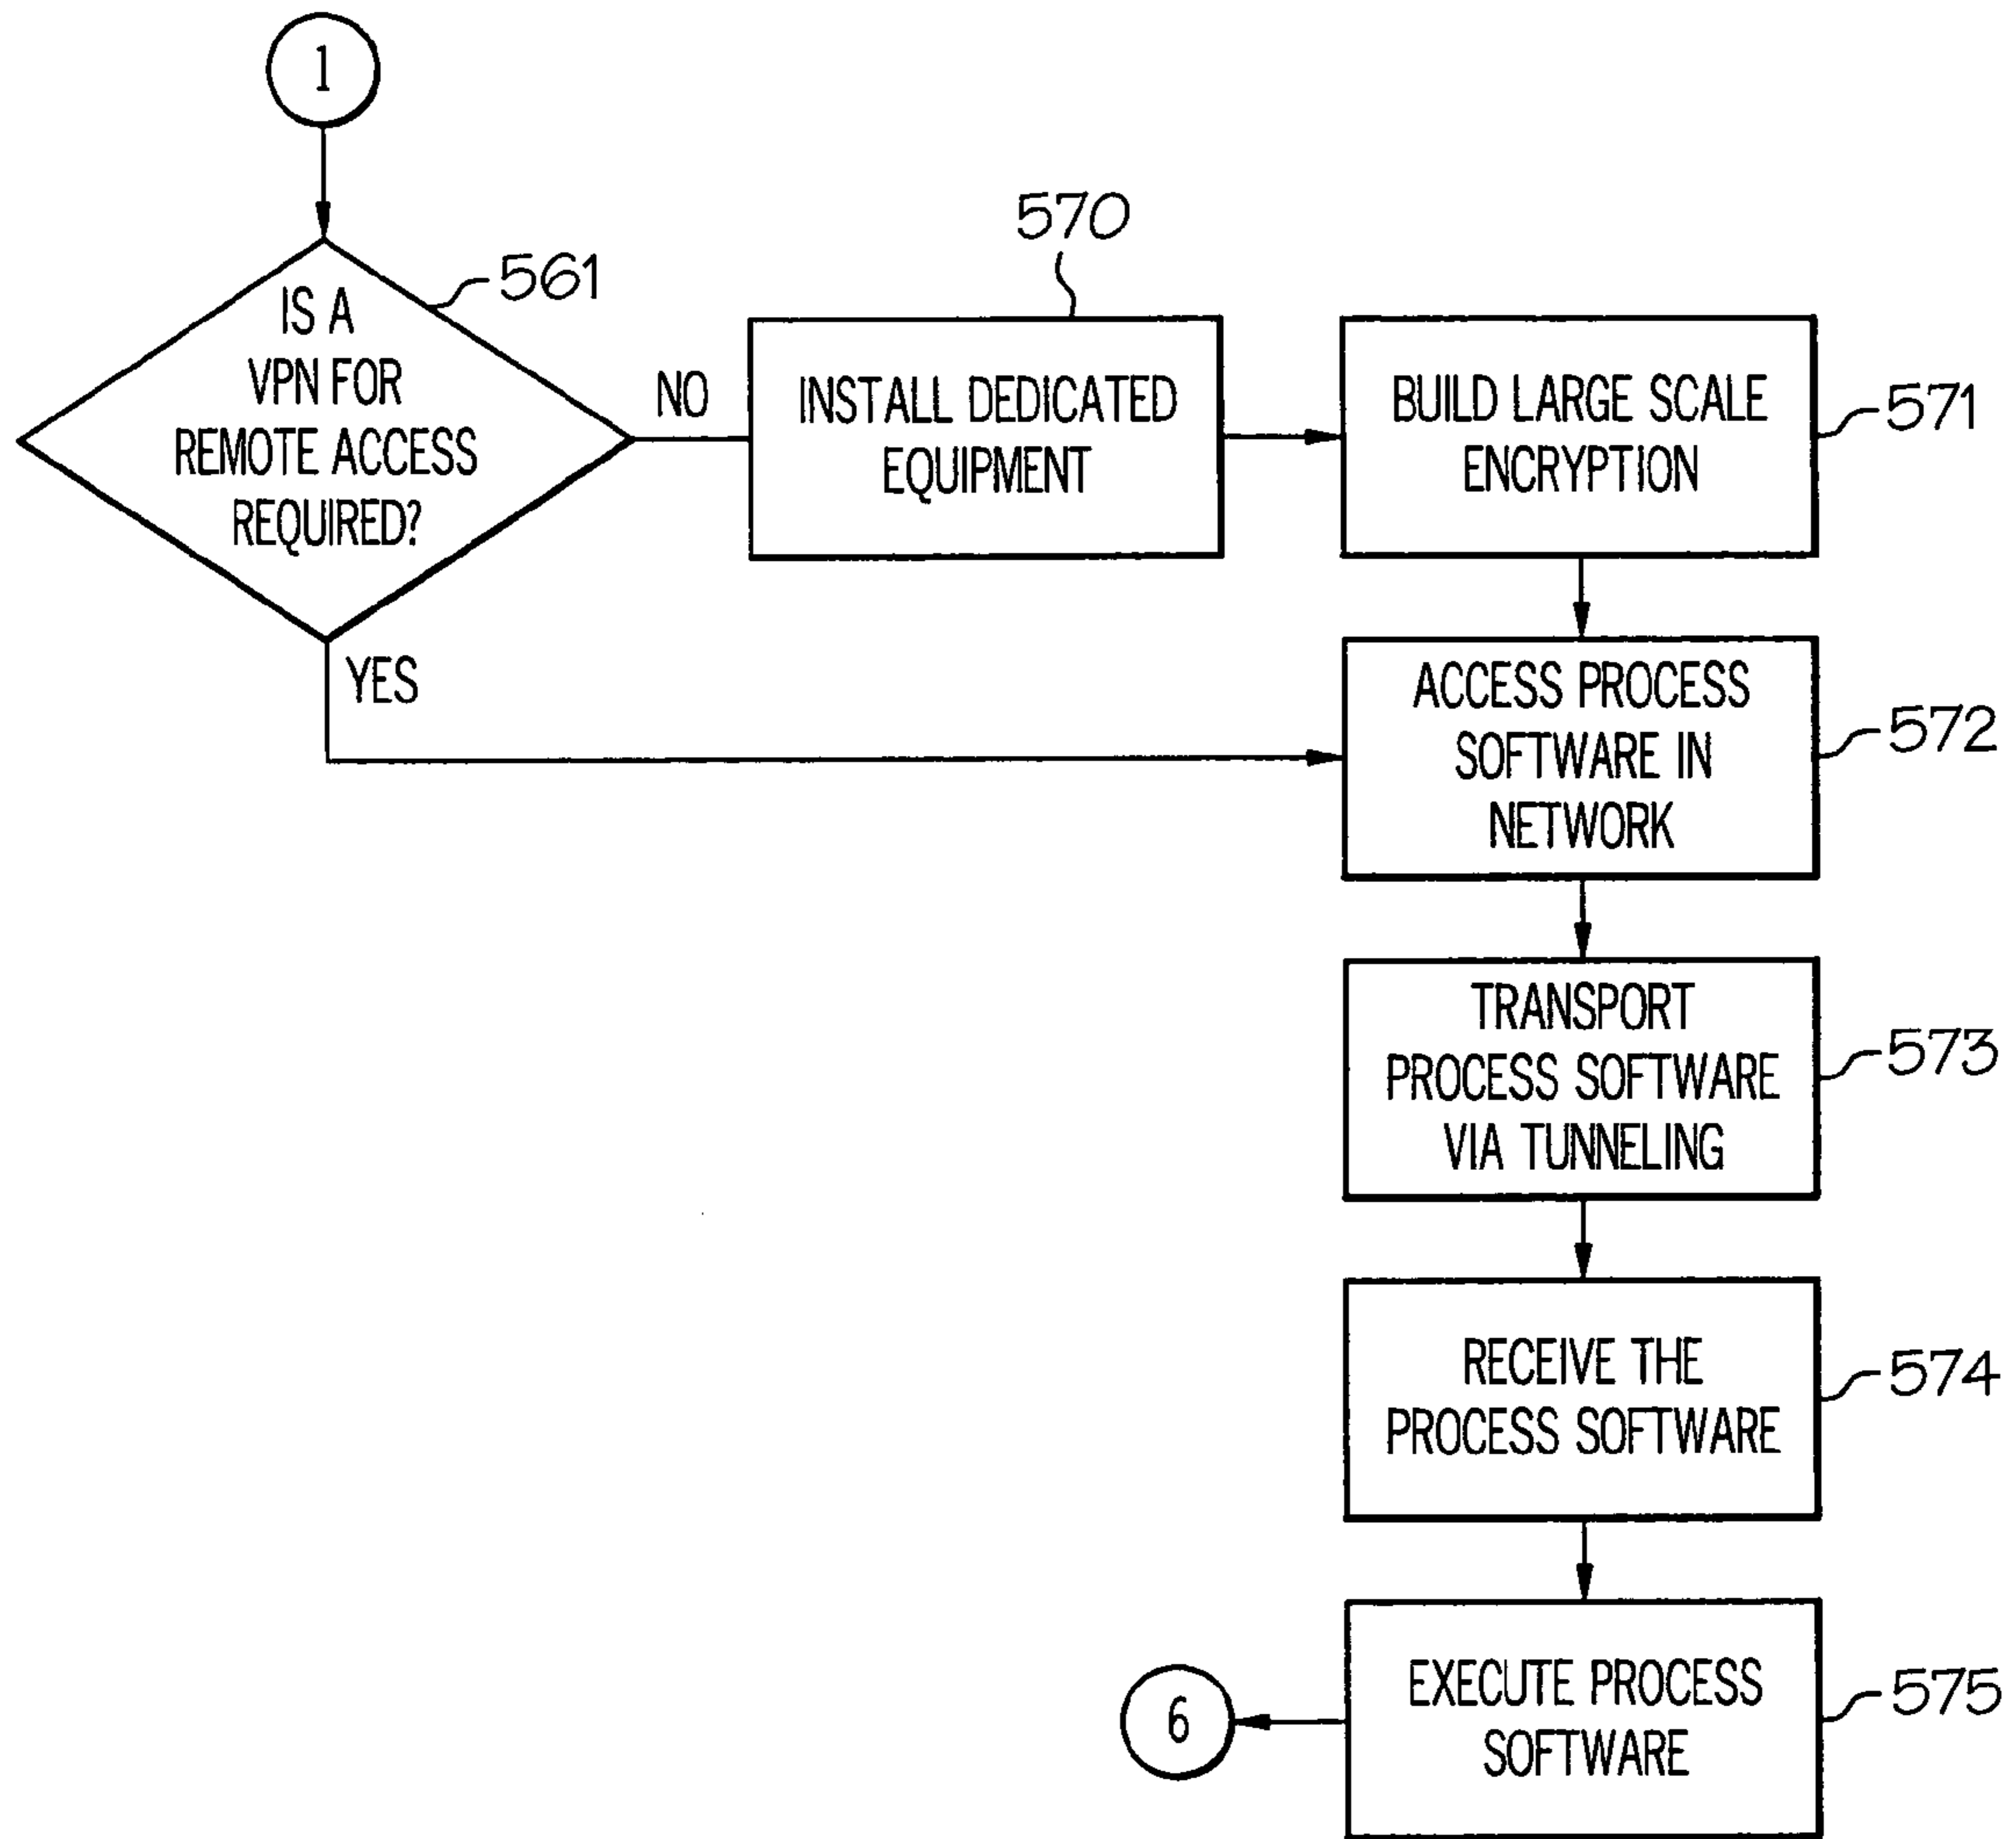 1
IS A
VPN FOR
REMOTE ACCESS
REQUIRED?
561
NO
YES
570
INSTALL DEDICATED
EQUIPMENT
BUILD LARGE SCALE
ENCRYPTION
571
ACCESS PROCESS
SOFTWARE IN
NETWORK
572
TRANSPORT
PROCESS SOFTWARE
VIA TUNNELING
573
RECEIVE THE
PROCESS SOFTWARE
574
EXECUTE PROCESS
SOFTWARE
575
6